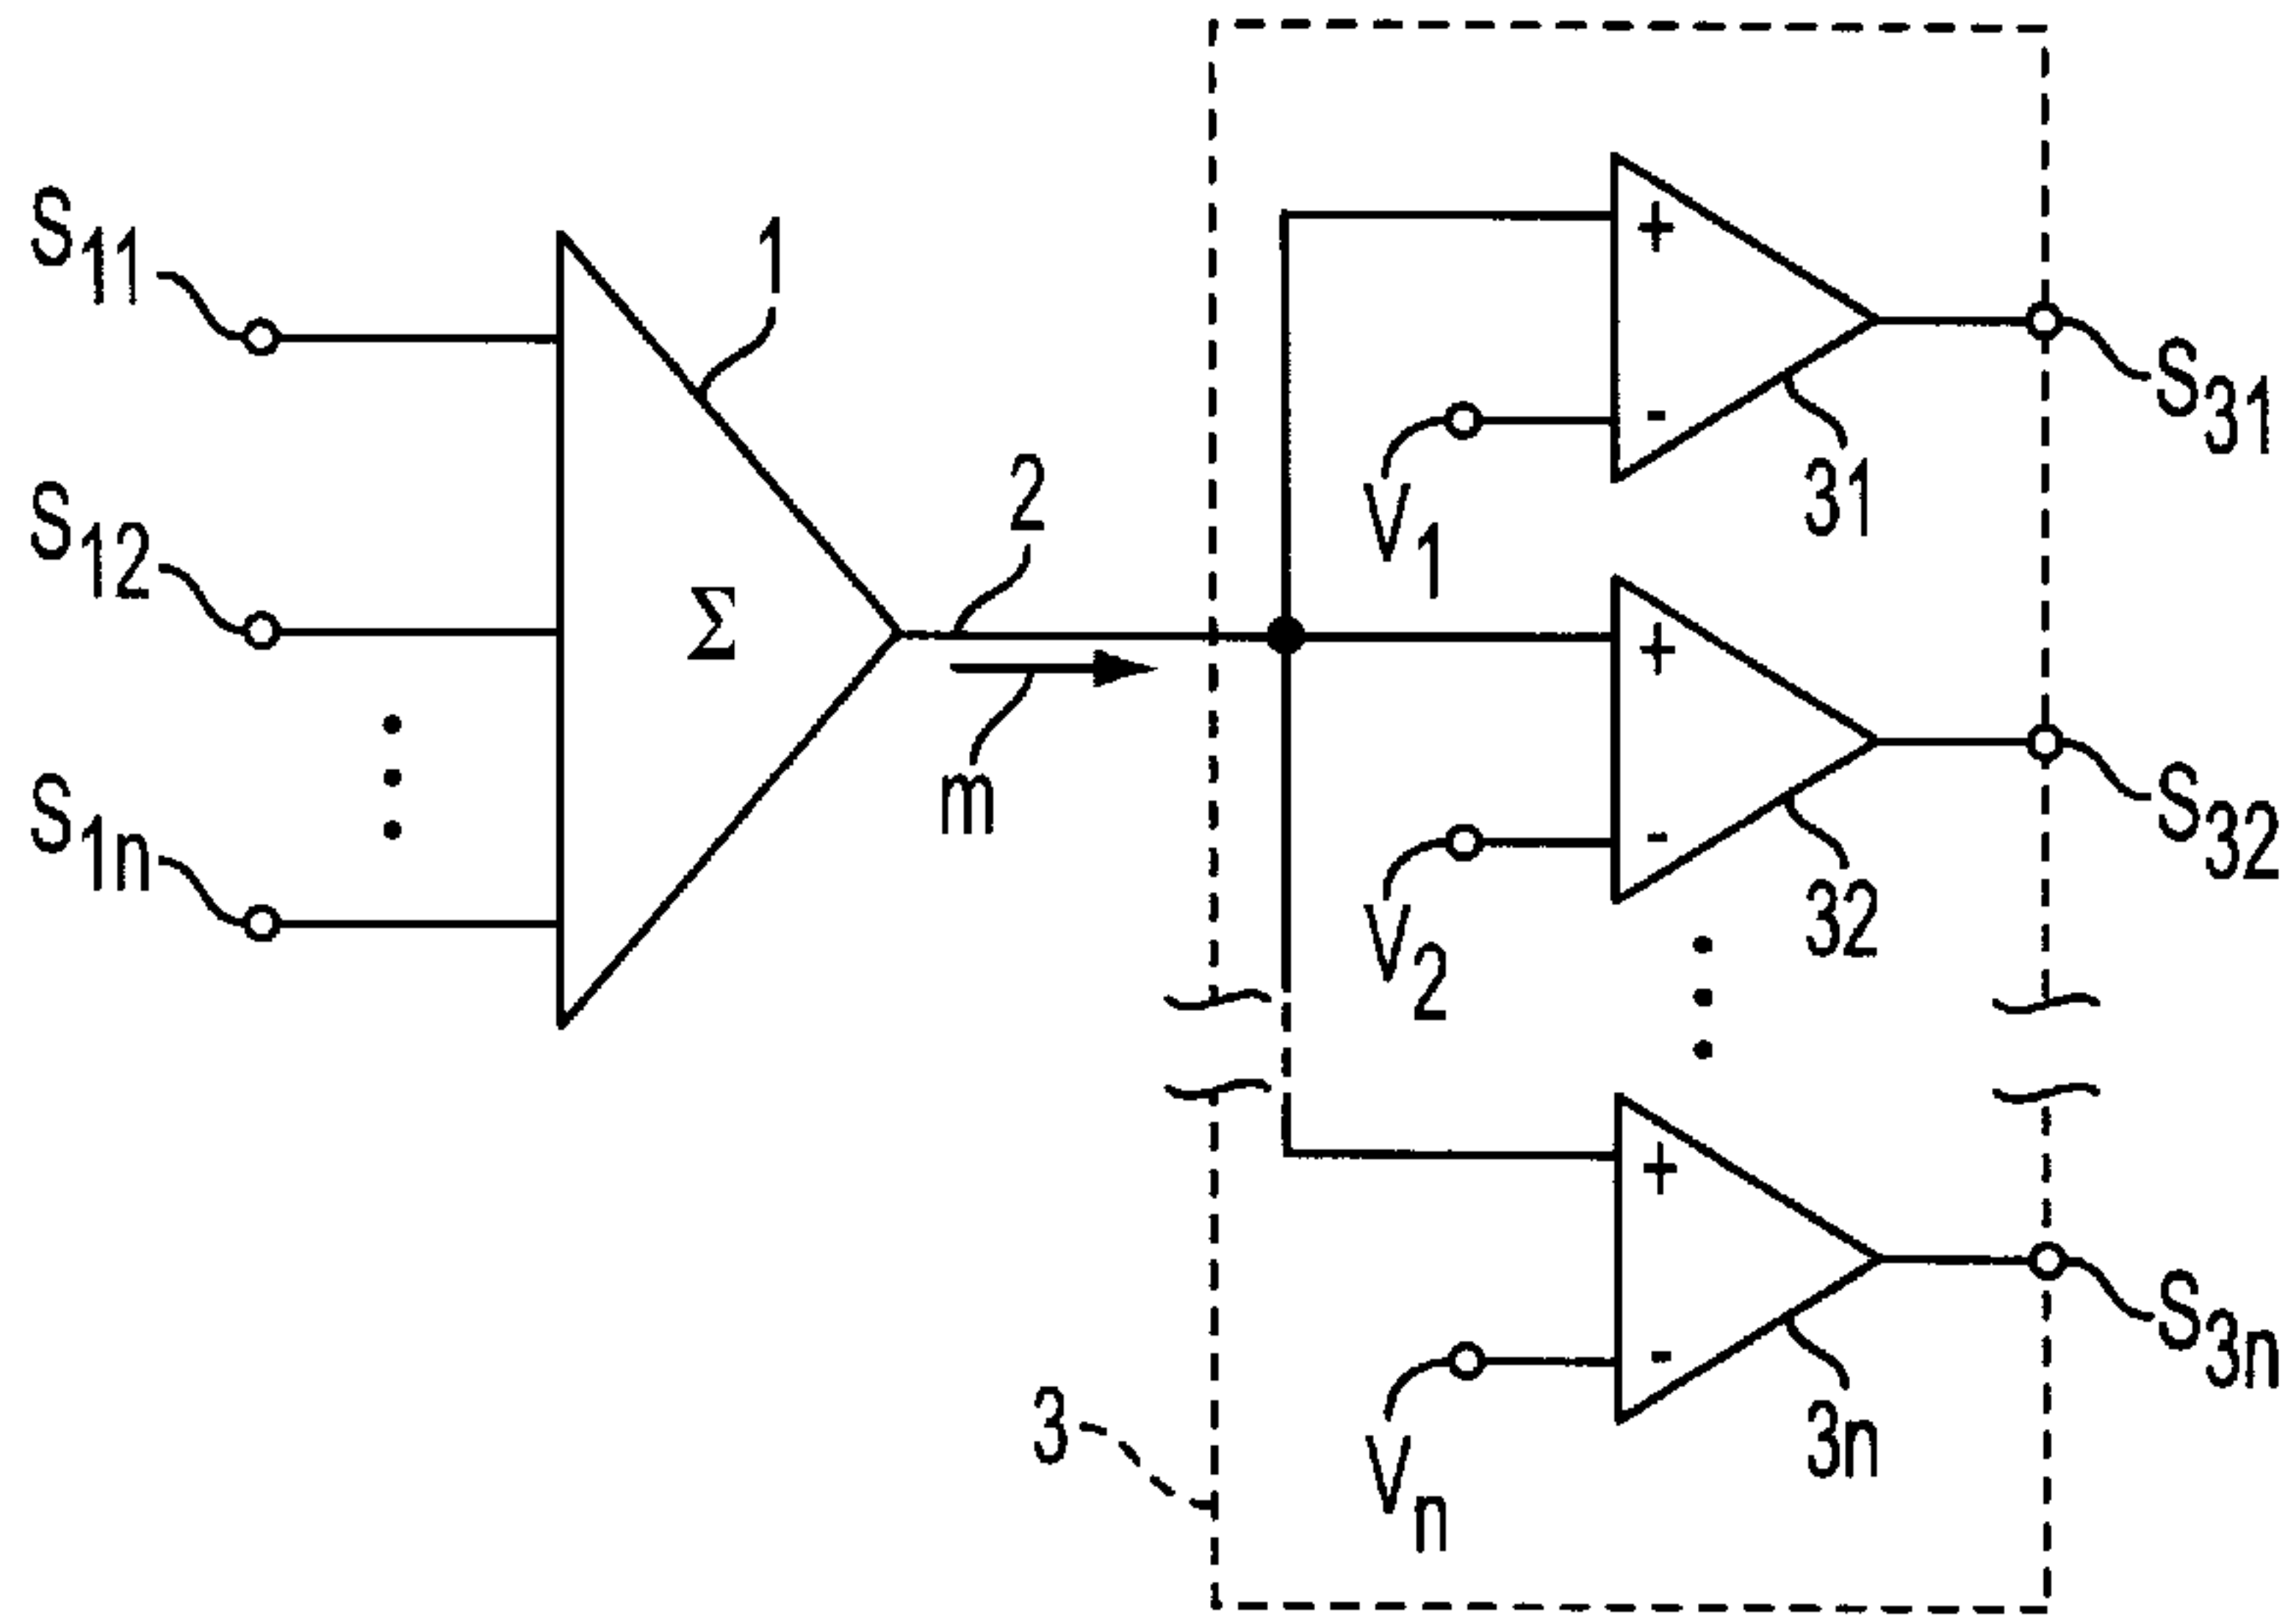 S11
1
S12
Σ
2
m
S1n
+
-
V1
31
S31
+
-
V2
32
S32
+
-
Vn
3n
S3n
3